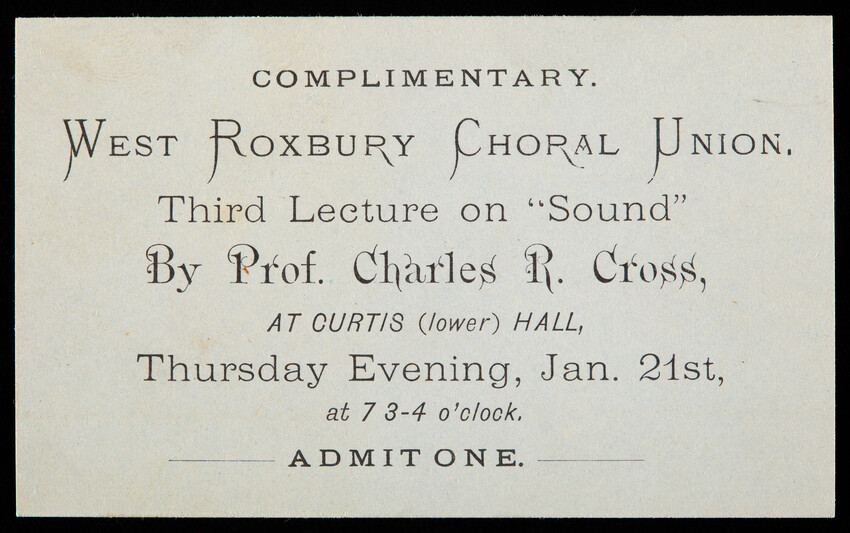 COMPLIMENTARY.
WEST ROXBURY CHORAL UNION.
Third Lecture on “Sound”
By Prof. Charles R. Cross,
AT CURTIS (lower) HALL,
Thursday Evening, Jan. 21st,
at 7 3-4 o'clock.
ADMIT ONE.